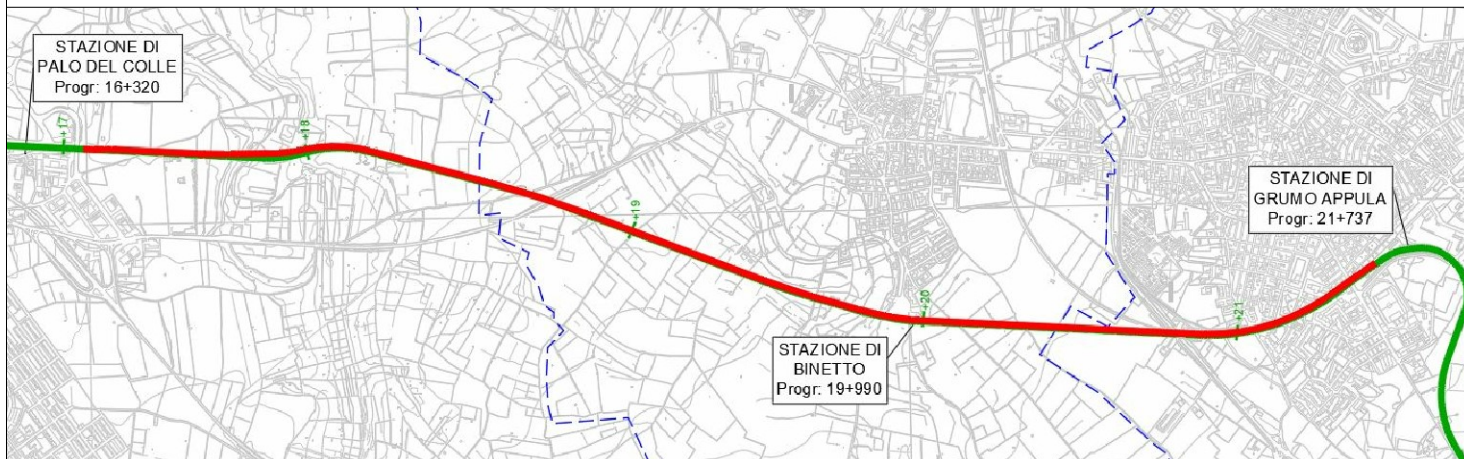 STAZIONE DI
PALO DEL COLLE
Progr: 16+320
+17
+18
+19
STAZIONE DI
BINETTO
Progr: 19+990
+20
+21
STAZIONE DI
GRUMO APPULA
Progr: 21+737